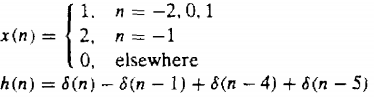 x(n) = { 1, n = −2, 0, 1
2, n = −1
0, elsewhere
h(n) = δ(n) − δ(n − 1) + δ(n − 4) + δ(n − 5)